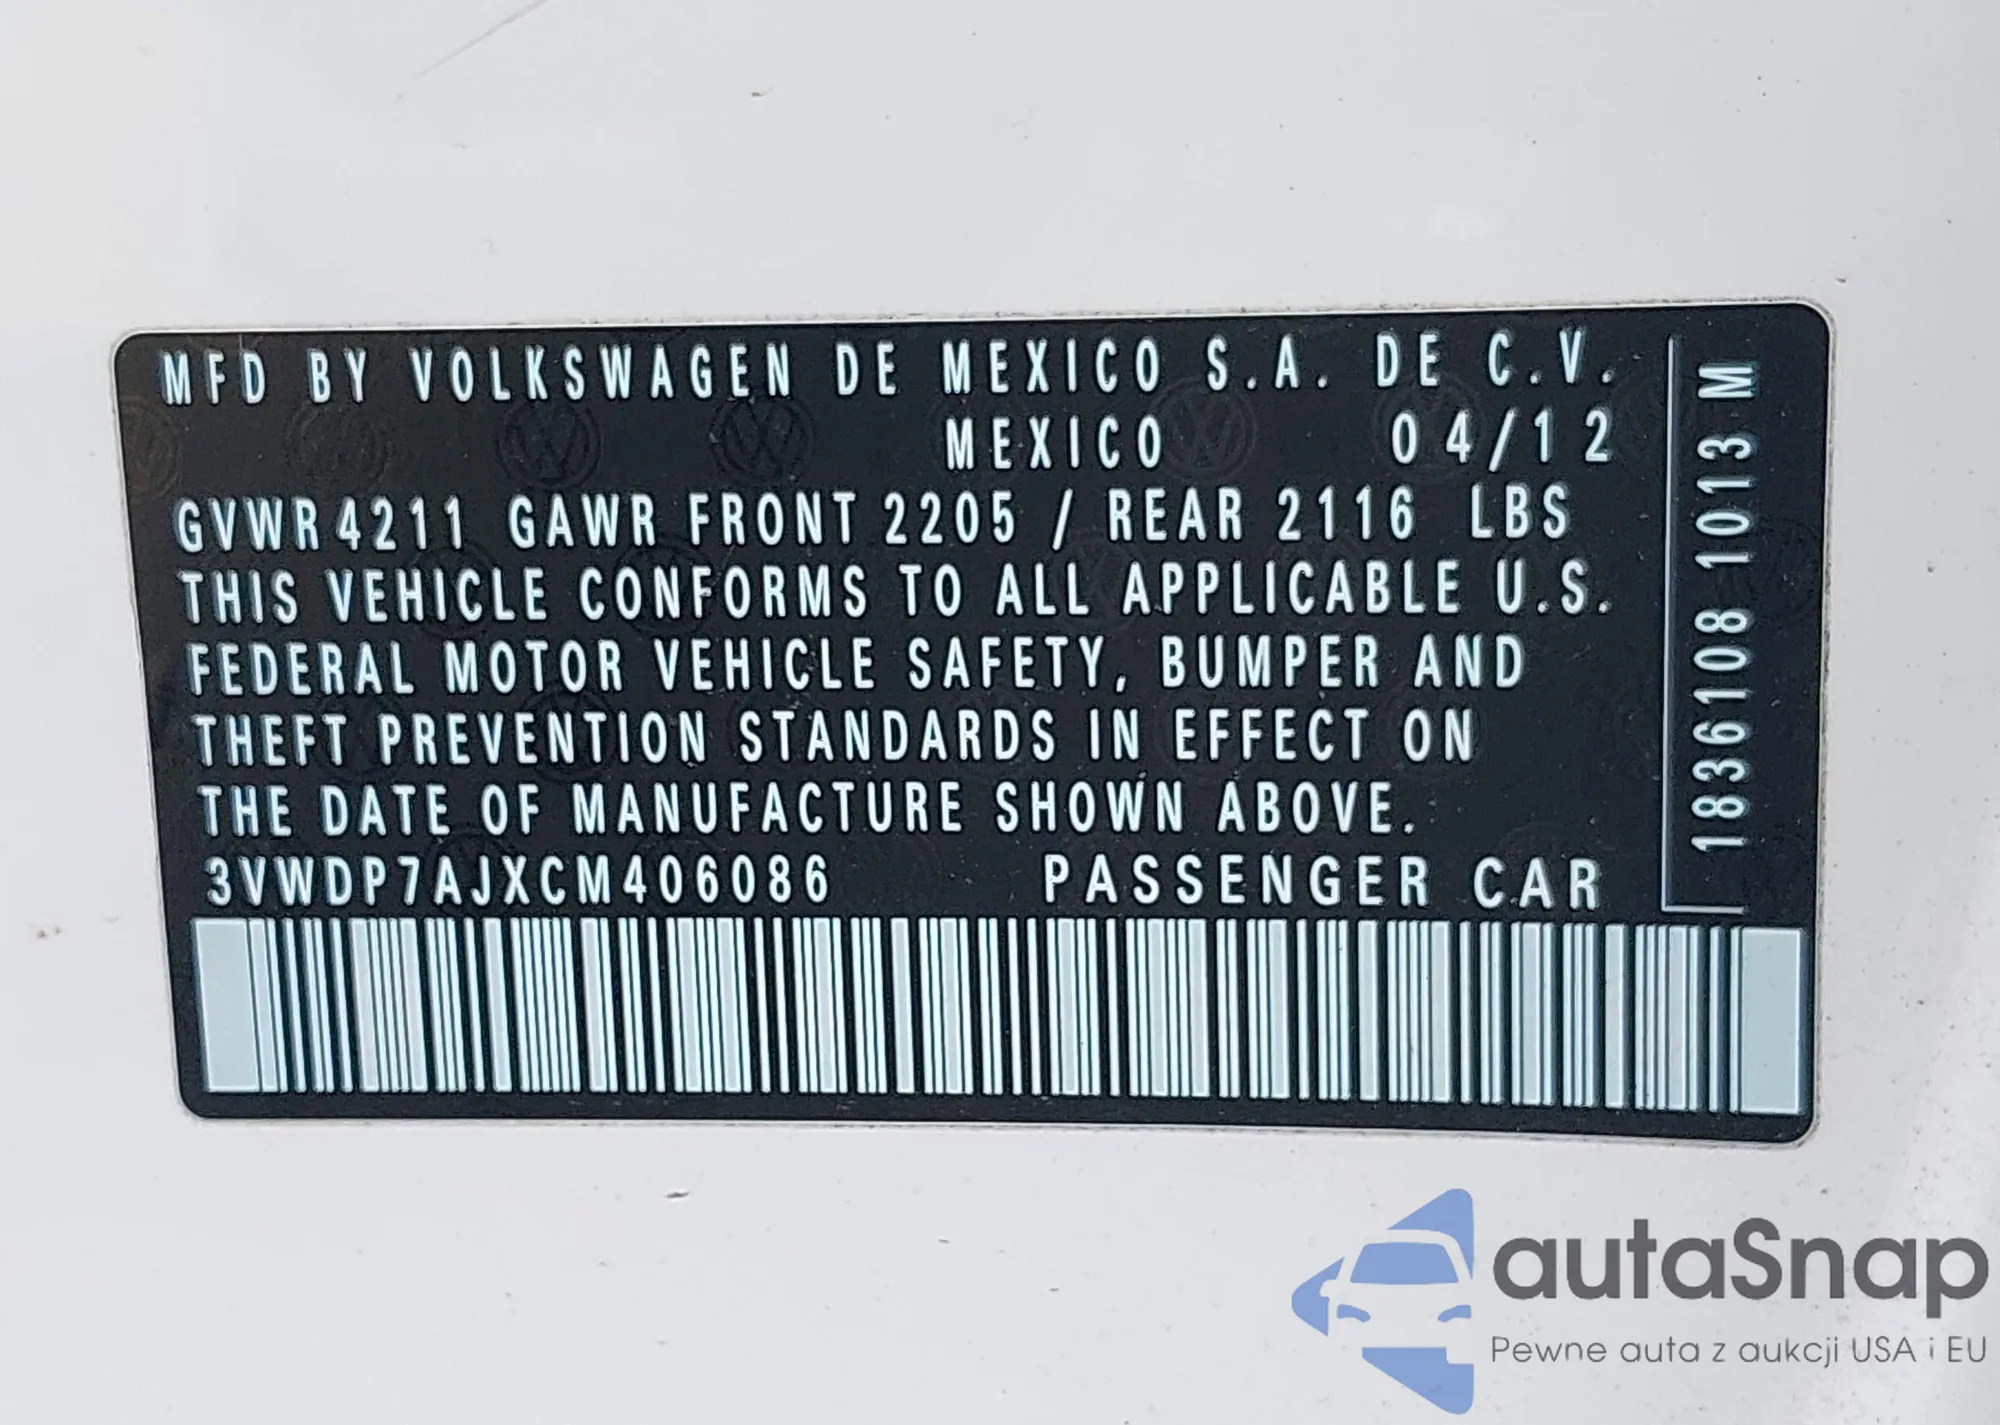 MFD BY VOLKSWAGEN DE MEXICO S.A. DE C.V.
MEXICO 04/12
GVWR 4211 GAWR FRONT 2205 / REAR 2116 LBS
THIS VEHICLE CONFORMS TO ALL APPLICABLE U.S.
FEDERAL MOTOR VEHICLE SAFETY, BUMPER AND
THEFT PREVENTION STANDARDS IN EFFECT ON
THE DATE OF MANUFACTURE SHOWN ABOVE.
3VWDP7AJXCM406086 PASSENGER CAR
1836108 1013 M
autaSnap
Pewne auta z aukcji USA i EU